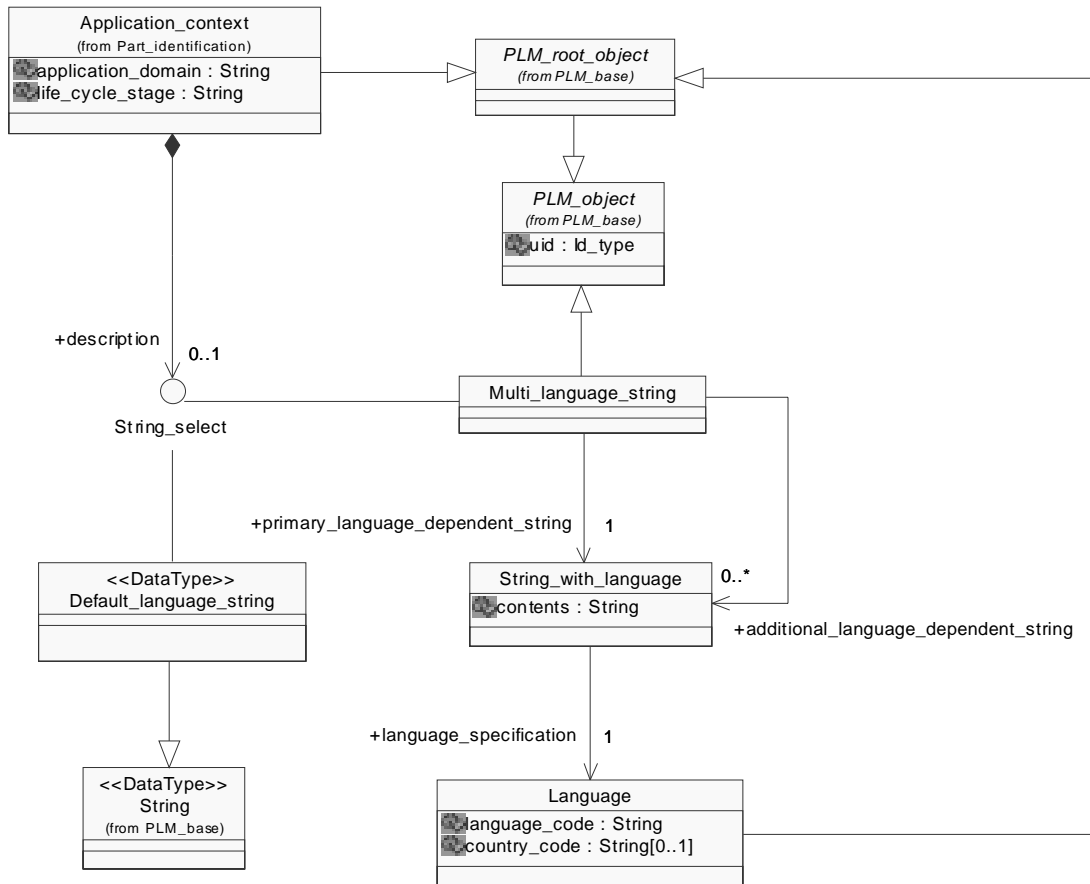 Application_context
(from Part_identification)
application_domain : String
life_cycle_stage : String
PLM_root_object
(from PLM_base)
PLM_object
(from PLM_base)
uid : Id_type
+description
0..1
String_select
Multi_language_string
+primary_language_dependent_string
1
<<DataType>>
Default_language_string
String_with_language
contents : String
0..*
+additional_language_dependent_string
+language_specification
1
<<DataType>>
String
(from PLM_base)
Language
language_code : String
country_code : String[0..1]